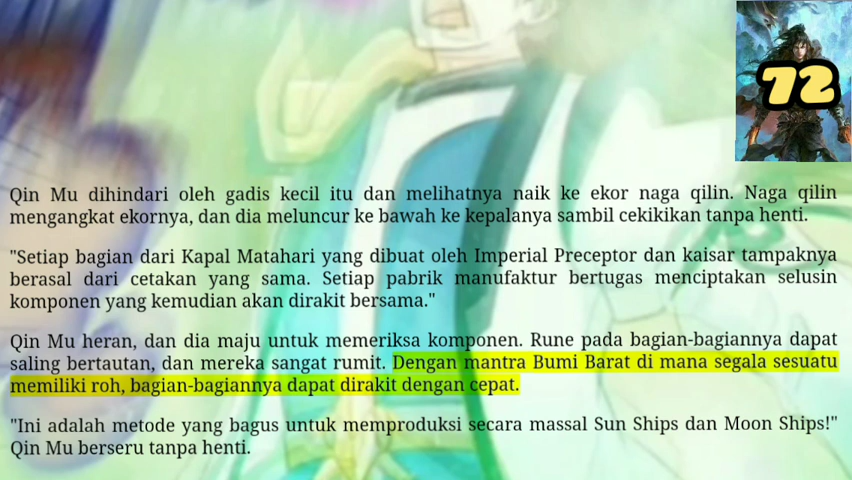 72
Qin Mu dihindari oleh gadis kecil itu dan melihatnya naik ke ekor naga qilin. Naga qilin
mengangkat ekornya, dan dia meluncur ke bawah ke kepalanya sambil cekikikan tanpa henti.
"Setiap bagian dari Kapal Matahari yang dibuat oleh Imperial Preceptor dan kaisar tampaknya
berasal dari cetakan yang sama. Setiap pabrik manufaktur bertugas menciptakan selusin
komponen yang kemudian akan dirakit bersama."
Qin Mu heran, dan dia maju untuk memeriksa komponen. Rune pada bagian-bagiannya dapat
saling bertautan, dan mereka sangat rumit. Dengan mantra Bumi Barat di mana segala sesuatu
memiliki roh, bagian-bagiannya dapat dirakit dengan cepat.
"Ini adalah metode yang bagus untuk memproduksi secara massal Sun Ships dan Moon Ships!"
Qin Mu berseru tanpa henti.